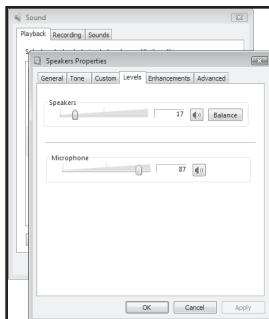 Sound
Playback Recording Sounds
Speakers Properties
General Tone Custom Levels Enhancements Advanced
Speakers
17 Balance
Microphone
87
OK Cancel Apply